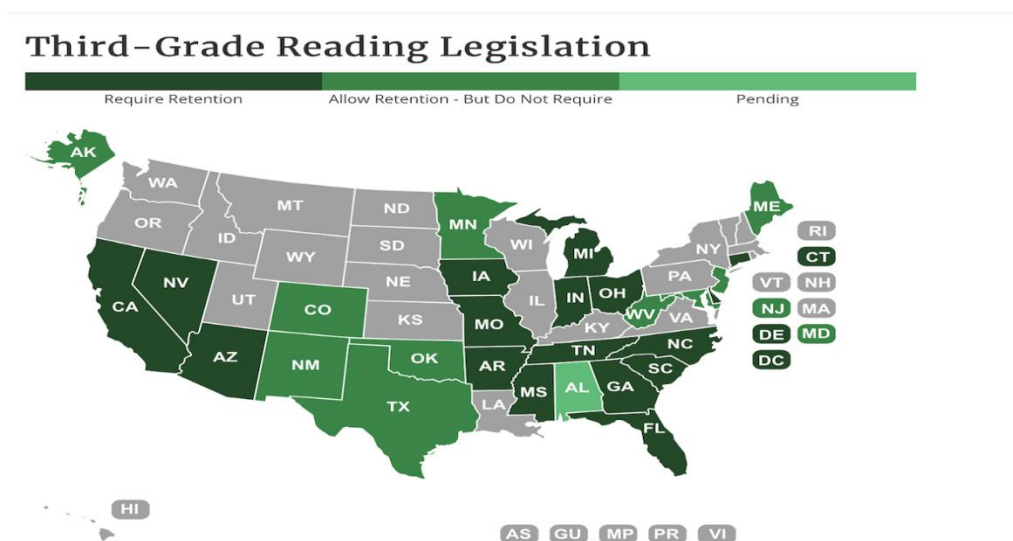 Third-Grade Reading Legislation
Require Retention Allow Retention - But Do Not Require Pending
AK
WA
MT
ND
MN
ME
OR
ID
WY
SD
WI
MI
NY
RI
CT
NV
NE
IA
PA
VT NH
CA
UT
CO
KS
MO
IL
IN
OH
WV
VA
NJ MA
KY
DE MD
AZ
NM
OK
AR
TN
NC
DC
TX
LA
MS
AL
GA
SC
FL
HI
AS GU MP PR VI